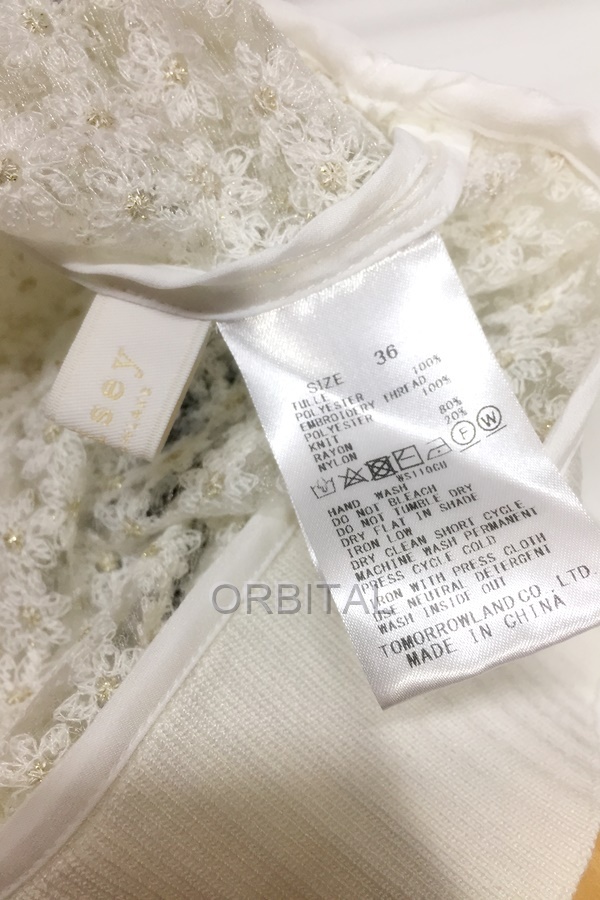 sey
SIZE 36
TULLE
POLYESTER 100%
EMBROIDERY THREAD
POLYESTER 100%
KNIT
RAYON 80%
NYLON 20%
F W
WS110GU
HAND WASH
DO NOT BLEACH
DO NOT TUMBLE DRY
DRY FLAT IN SHADE
IRON LOW
DRY CLEAN SHORT CYCLE
MACHINE WASH PERMANENT
PRESS CYCLE COLD
IRON WITH PRESS CLOTH
USE NEUTRAL DETERGENT
WASH INSIDE OUT
TOMORROWLAND CO. LTD.
MADE IN CHINA
ORBITAL